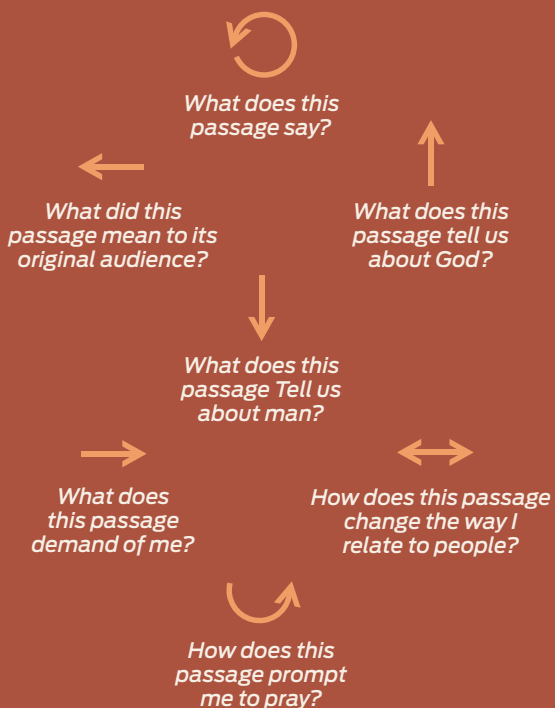 What does this
passage say?
What did this
passage mean to its
original audience?
What does this
passage tell us
about God?
What does this
passage Tell us
about man?
What does
this passage
demand of me?
How does this passage
change the way I
relate to people?
How does this
passage prompt
me to pray?